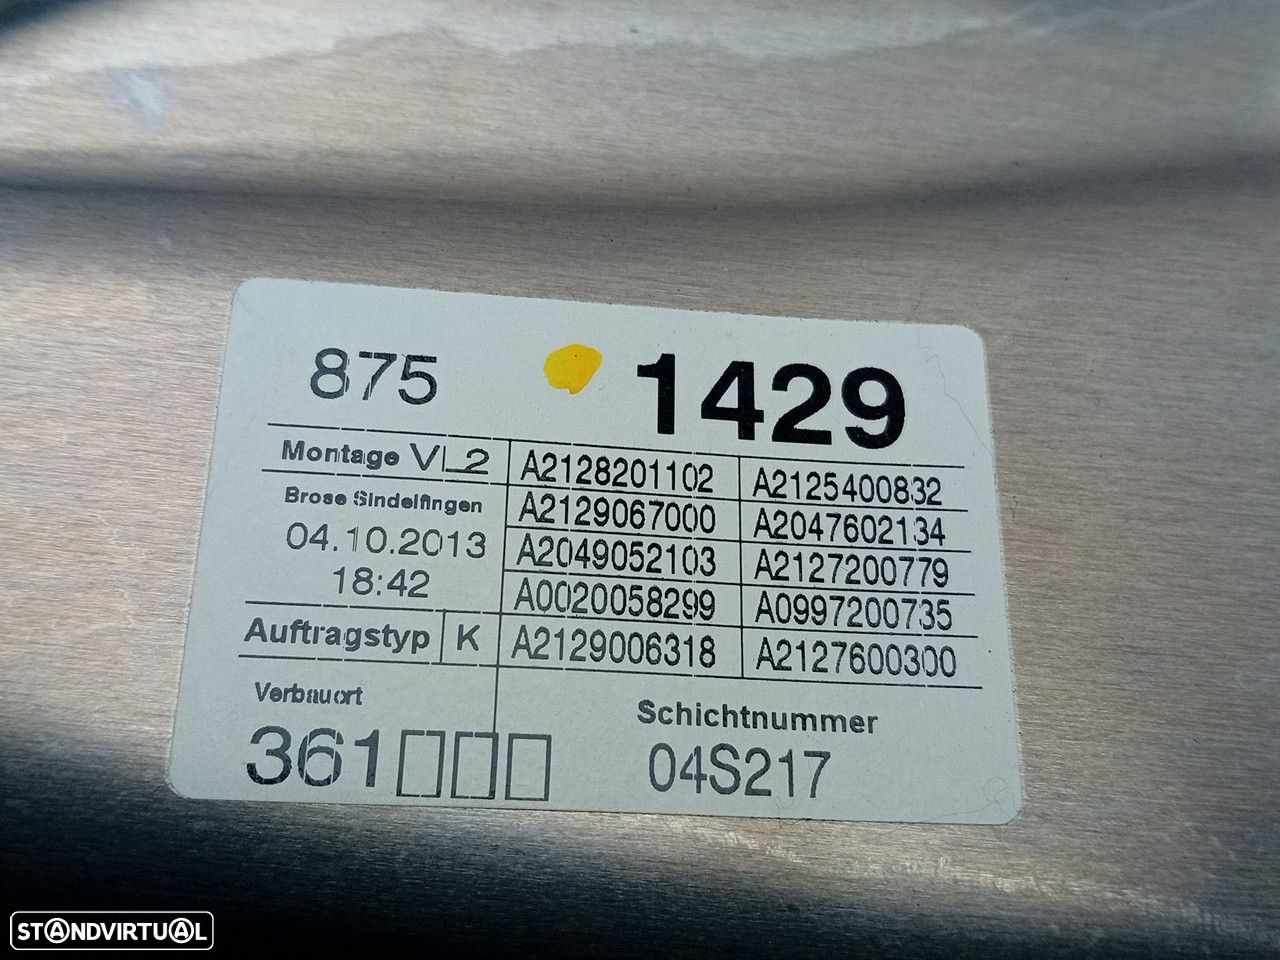 875 1429
Montage VL2 A2128201102 A2125400832
Brose Sindelfingen A2129067000 A2047602134
04.10.2013 A2049052103 A2127200779
18:42 A0020058299 A0997200735
Auftragstyp K A2129006318 A2127600300
Verbauort Schichtnummer
361 04S217
STANDVIRTUAL